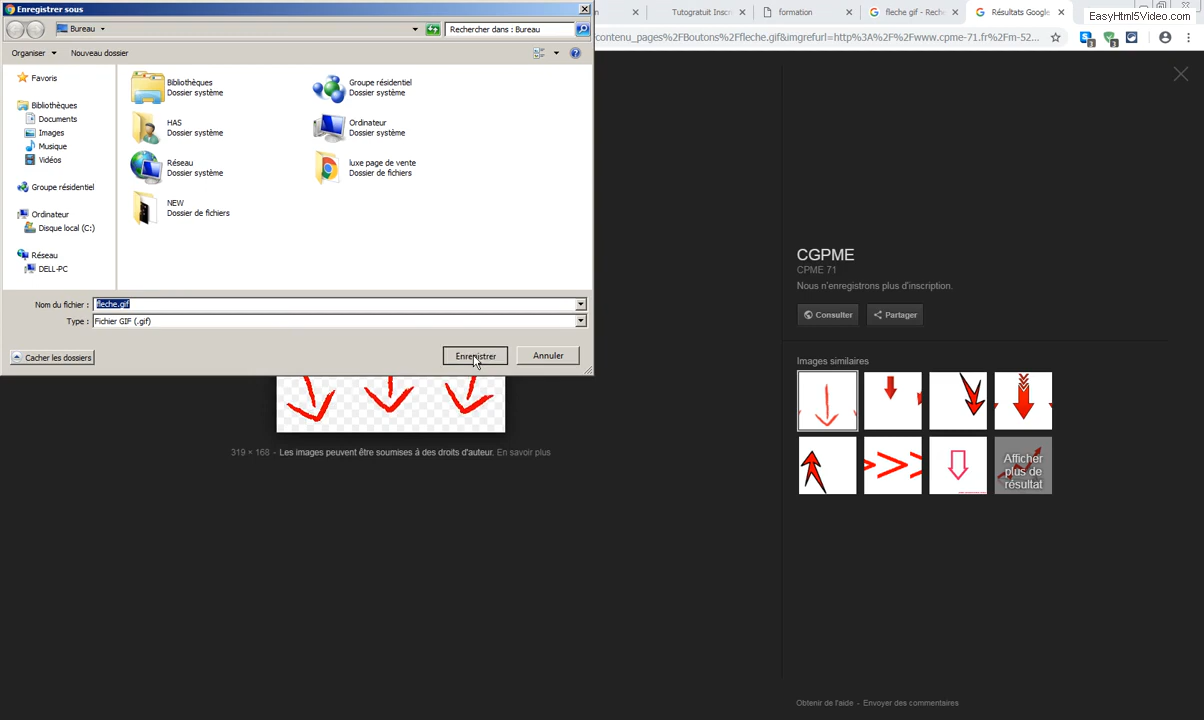 Enregistrer sous
Tutogratuit Inscri
formation
fleche gif - Rech
Résultats Google
EasyHtml5Video.com
Bureau
Rechercher dans : Bureau
contenu_pages%2FBoutons%2Ffleche.gif&imgrefurl=http%3A%2F%2Fwww.cpme-71.fr%2Fm-52...
Organiser
Nouveau dossier
Favoris
Bibliothèques
Documents
Images
Musique
Vidéos
Groupe résidentiel
Ordinateur
Disque local (C:)
Réseau
DELL-PC
Bibliothèques
Dossier système
Groupe résidentiel
Dossier système
HAS
Dossier système
Ordinateur
Dossier système
Réseau
Dossier système
luxe page de vente
Dossier de fichiers
NEW
Dossier de fichiers
Nom du fichier :
fleche.gif
Type :
Fichier GIF (.gif)
Cacher les dossiers
Enregistrer
Annuler
319 × 168 - Les images peuvent être soumises à des droits d'auteur. En savoir plus
CGPME
CPME 71
Nous n'enregistrons plus d'inscription.
Consulter
Partager
Images similaires
Afficher
plus de
résultat
Obtenir de l'aide - Envoyer des commentaires